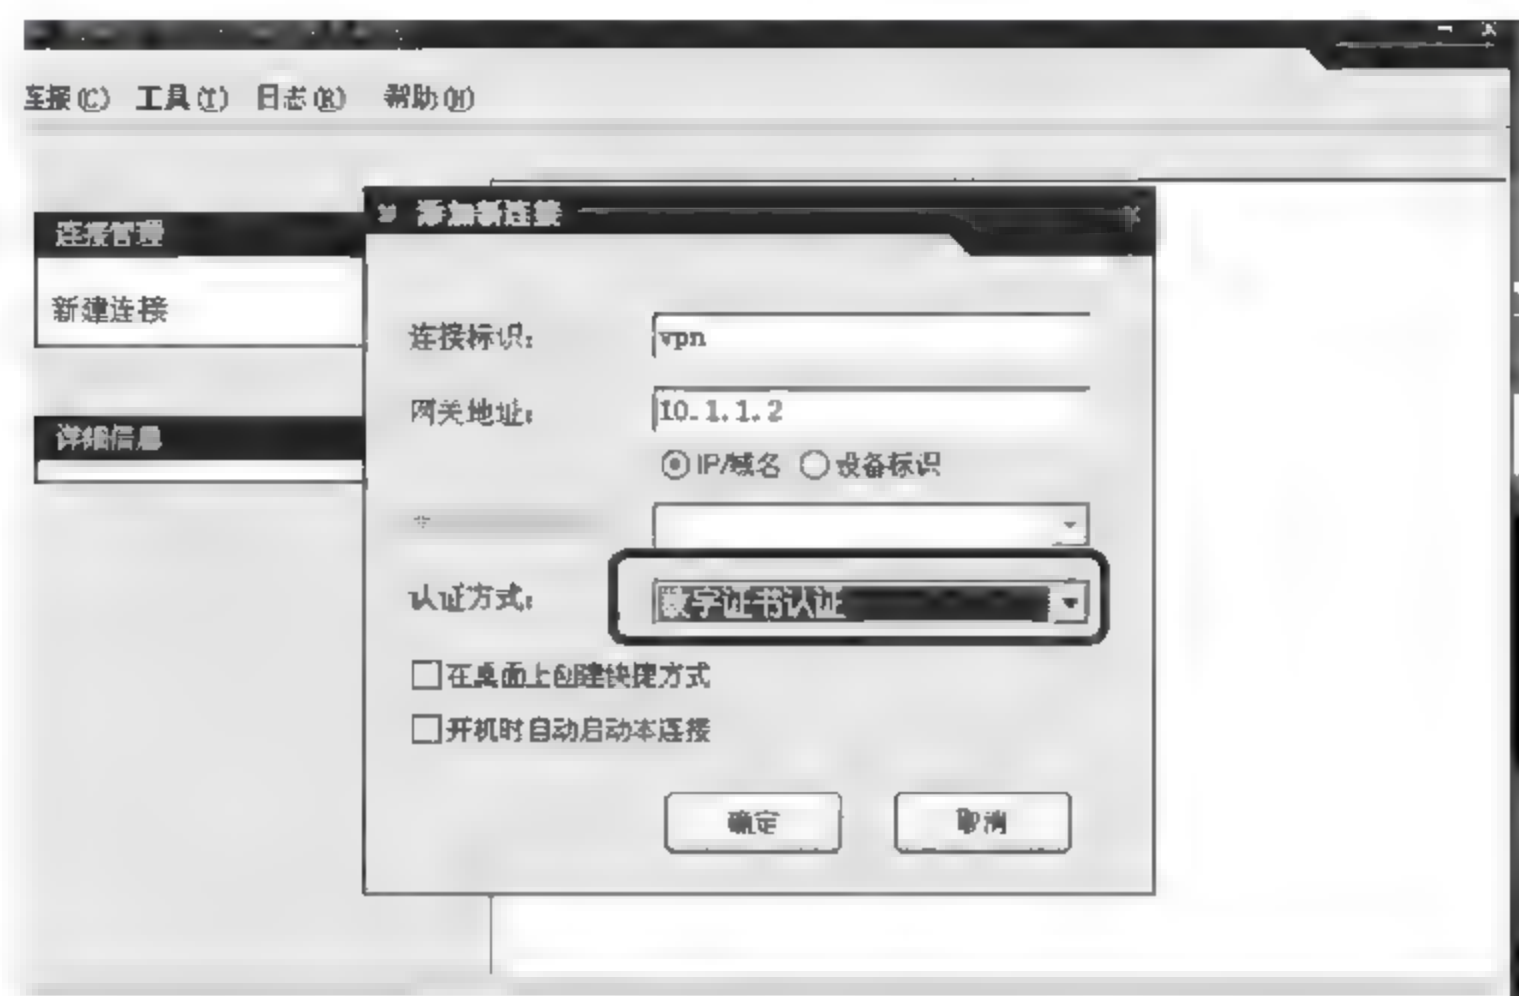 连接(C) 工具(T) 日志(R) 帮助(H)
添加新连接
连接管理
新建连接
连接标识:
vpn
网关地址:
10.1.1.2
IP/域名 设备标识
详细信息
认证方式:
数字证书认证
在桌面上创建快捷方式
开机时自动启动本连接
确定 取消